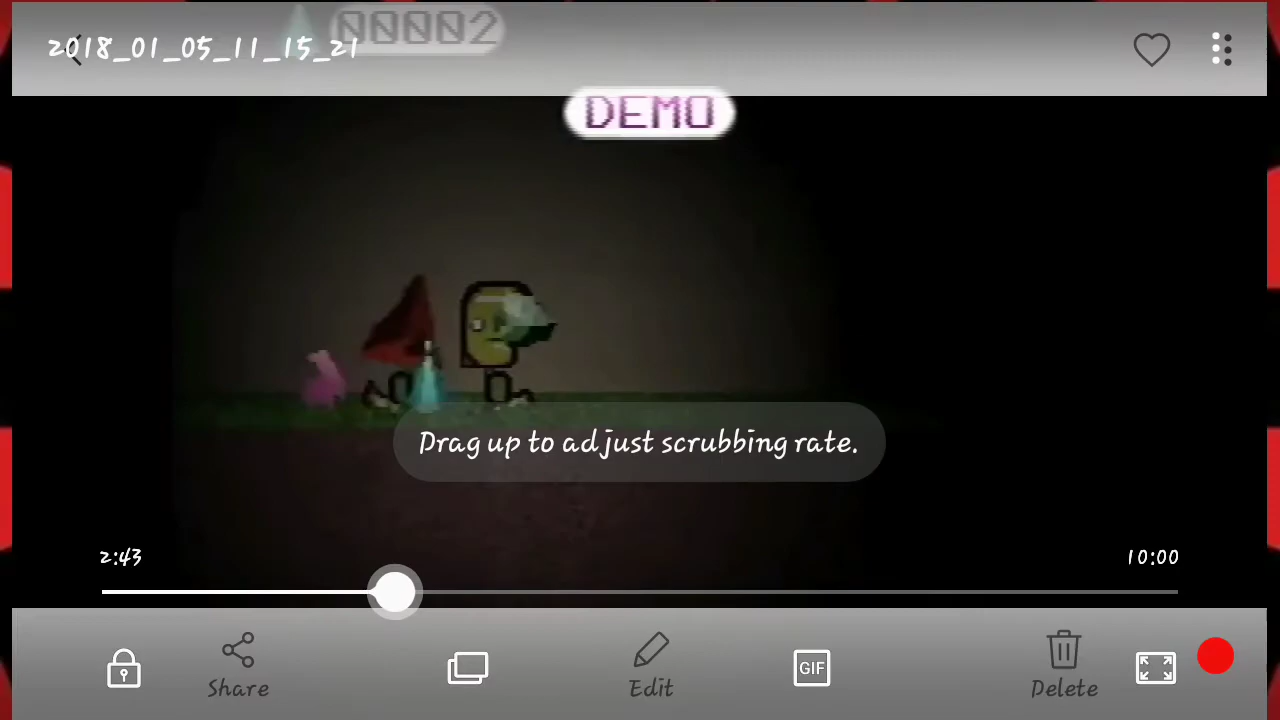 00002
2018_01_05_11_15_21
DEMO
Drag up to adjust scrubbing rate.
2:43
10:00
Share
Edit
GIF
Delete